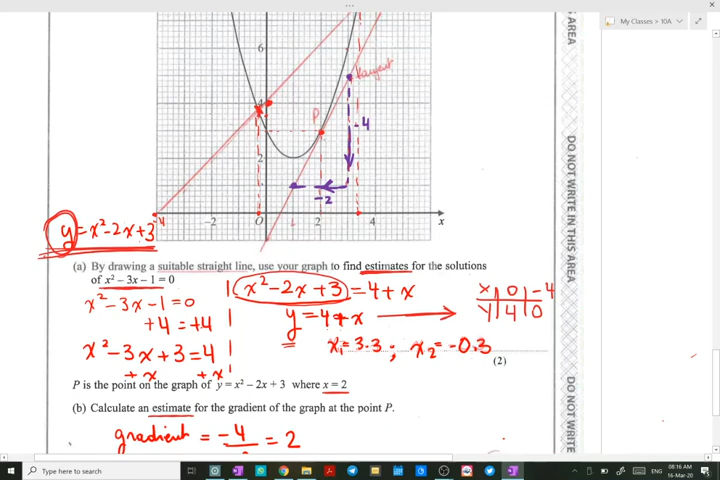 My Classes > 10A
AREA
6
tangent
4
P
-4
2
-2
-4
-2
O
1
2
4
x
y = x² - 2x + 3
DO NOT WRITE IN THIS AREA
(a) By drawing a suitable straight line, use your graph to find estimates for the solutions
of x² – 3x – 1 = 0
x² - 3x - 1 = 0
+4 = +4
x² - 3x + 3 = 4
+ x +x
x² - 2x + 3 = 4 + x
y = 4 + x
x 0 -4
y 4 0
x₁ = 3.3 ; x₂ = -0.3
(2)
P is the point on the graph of y = x² – 2x + 3 where x = 2
(b) Calculate an estimate for the gradient of the graph at the point P.
gradient = -4 = 2
DO NOT WRITE
Type here to search
ENG
08:16 AM
16-Mar-20